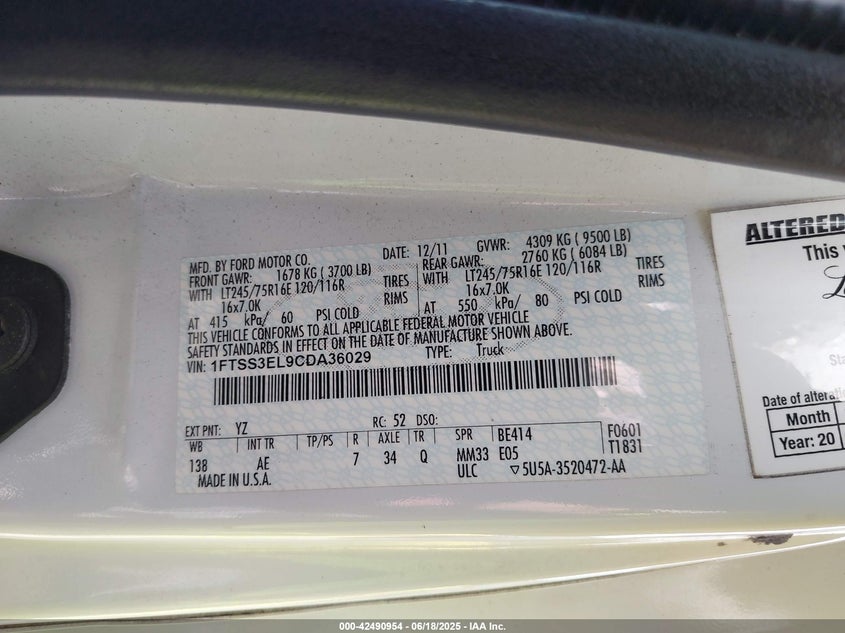 MFD. BY FORD MOTOR CO.
DATE: 12/11
GVWR: 4309 KG ( 9500 LB)
FRONT GAWR: 1678 KG ( 3700 LB)
REAR GAWR: 2760 KG ( 6084 LB)
WITH LT245/75R16E 120/116R TIRES
WITH LT245/75R16E 120/116R TIRES
16x7.0K RIMS
16x7.0K RIMS
AT 415 kPa/ 60 PSI COLD
AT 550 kPa/ 80 PSI COLD
THIS VEHICLE CONFORMS TO ALL APPLICABLE FEDERAL MOTOR VEHICLE
SAFETY STANDARDS IN EFFECT ON THE DATE OF MANUFACTURE SHOWN ABOVE.
VIN: 1FTSS3EL9CDA36029
TYPE: Truck
EXT PNT: YZ RC: 52 DSO:
WB INT TR TP/PS R AXLE TR SPR BE414 F0601
138 AE 7 34 Q MM33 E05 T1831
MADE IN U.S.A. ULC ▽5U5A-3520472-AA
ALTERED
This
Date of
Month
Year: 20
000-42490954 / 06/18/2025 - IAA Inc.